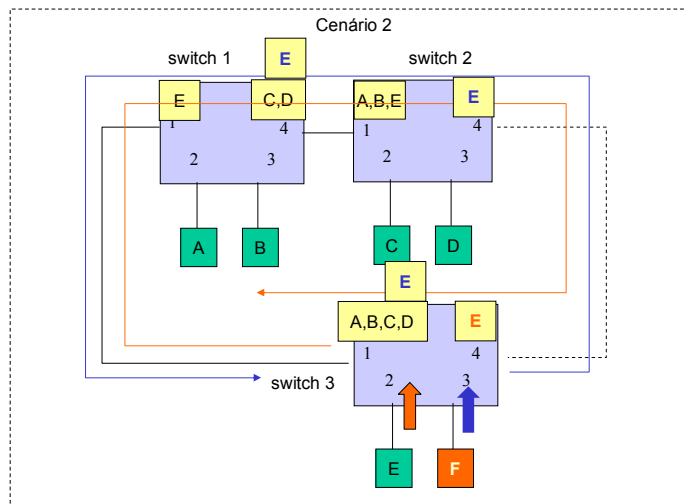 Cenário 2
switch 1
switch 2
E
E
C,D
A,B,E
E
1
4
1
4
2
3
2
3
A
B
C
D
E
A,B,C,D
E
1
4
switch 3
2
3
E
F